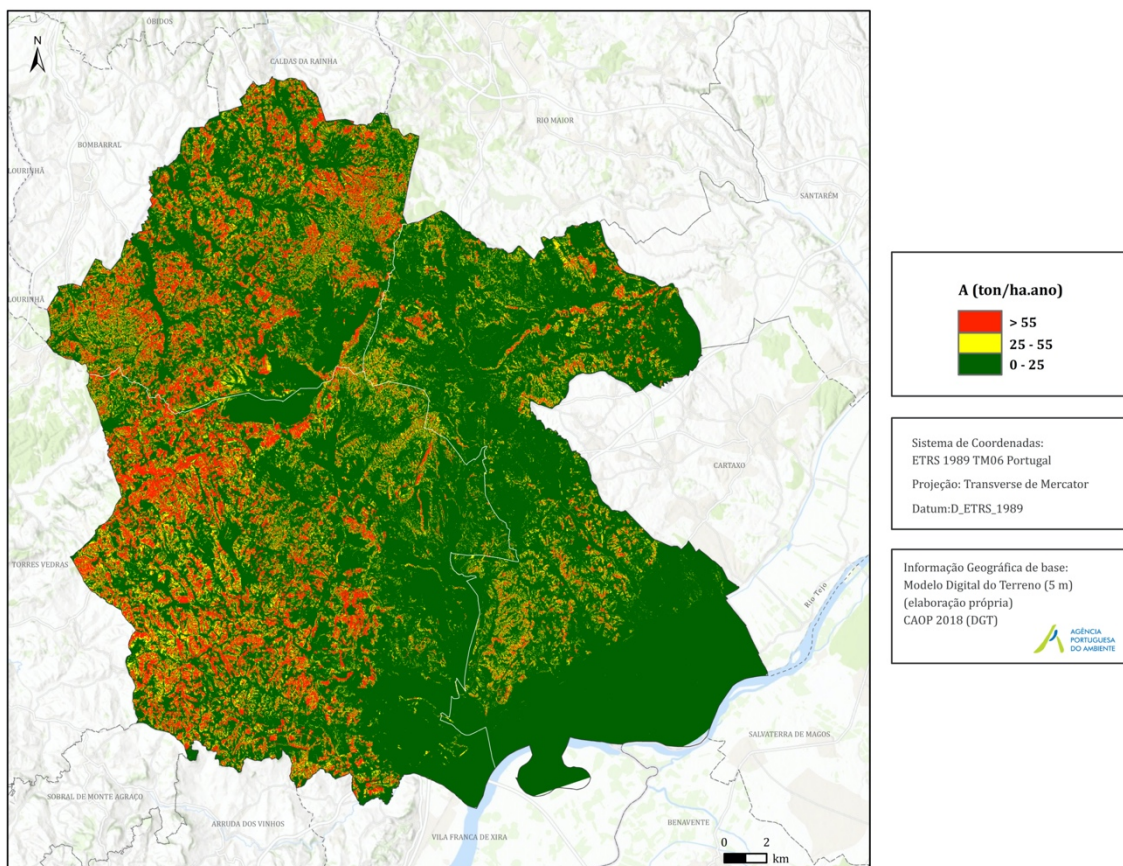 N
ÓBIDOS
CALDAS DA RAINHA
RIO MAIOR
BOMBARRAL
LOURINHÃ
SANTARÉM
LOURINHÃ
CARTAXO
TORRES VEDRAS
Rio Tejo
SALVATERRA DE MAGOS
SOBRAL DE MONTE AGRAÇO
ARRUDA DOS VINHOS
VILA FRANCA DE XIRA
BENAVENTE
0 2
km
A (ton/ha.ano)
> 55
25 - 55
0 - 25
Sistema de Coordenadas:
ETRS 1989 TM06 Portugal
Projeção: Transverse de Mercator
Datum:D_ETRS_1989
Informação Geográfica de base:
Modelo Digital do Terreno (5 m)
(elaboração própria)
CAOP 2018 (DGT)
AGÊNCIA
PORTUGUESA
DO AMBIENTE